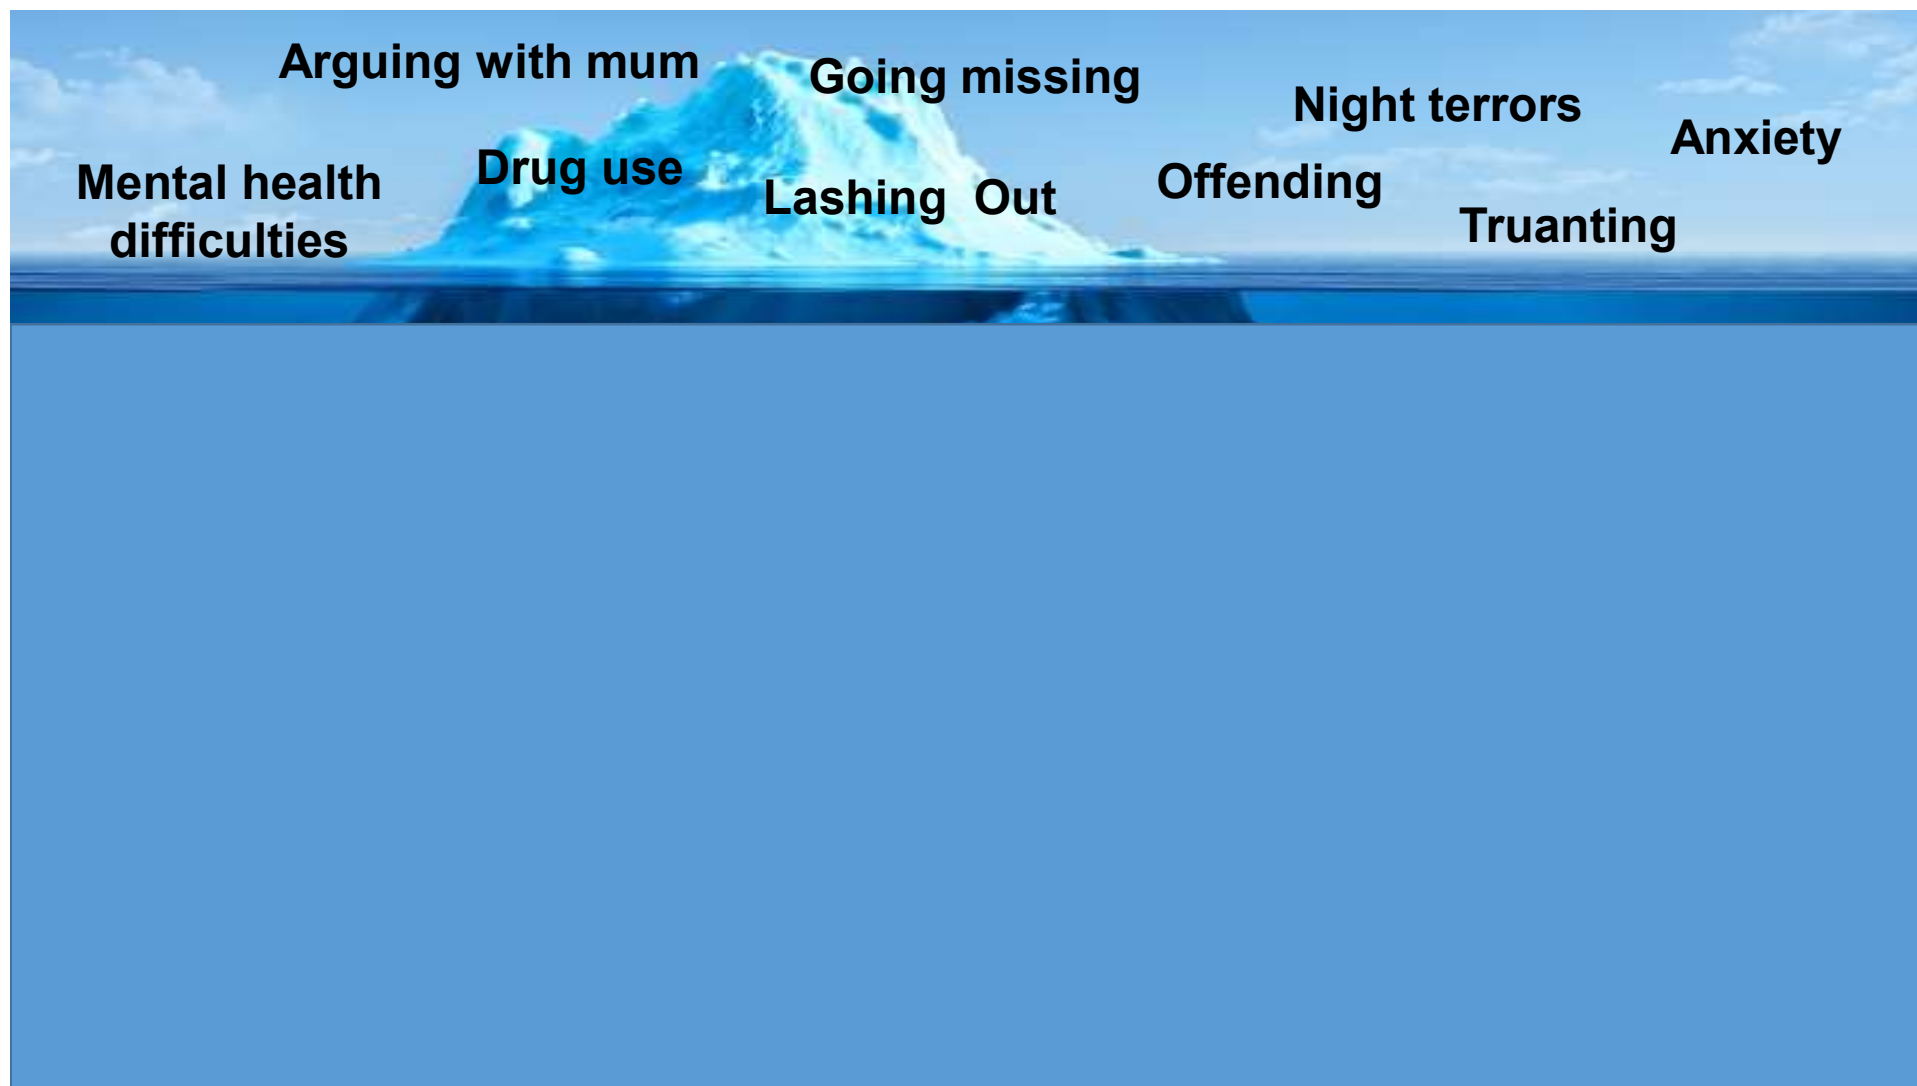 Arguing with mum
Going missing
Night terrors
Anxiety
Mental health
difficulties
Drug use
Lashing  Out
Offending
Truanting